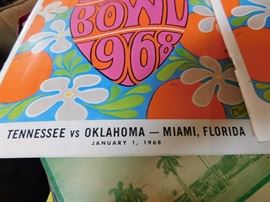 BOWL
1968
TENNESSEE vs OKLAHOMA — MIAMI, FLORIDA
JANUARY 1, 1968